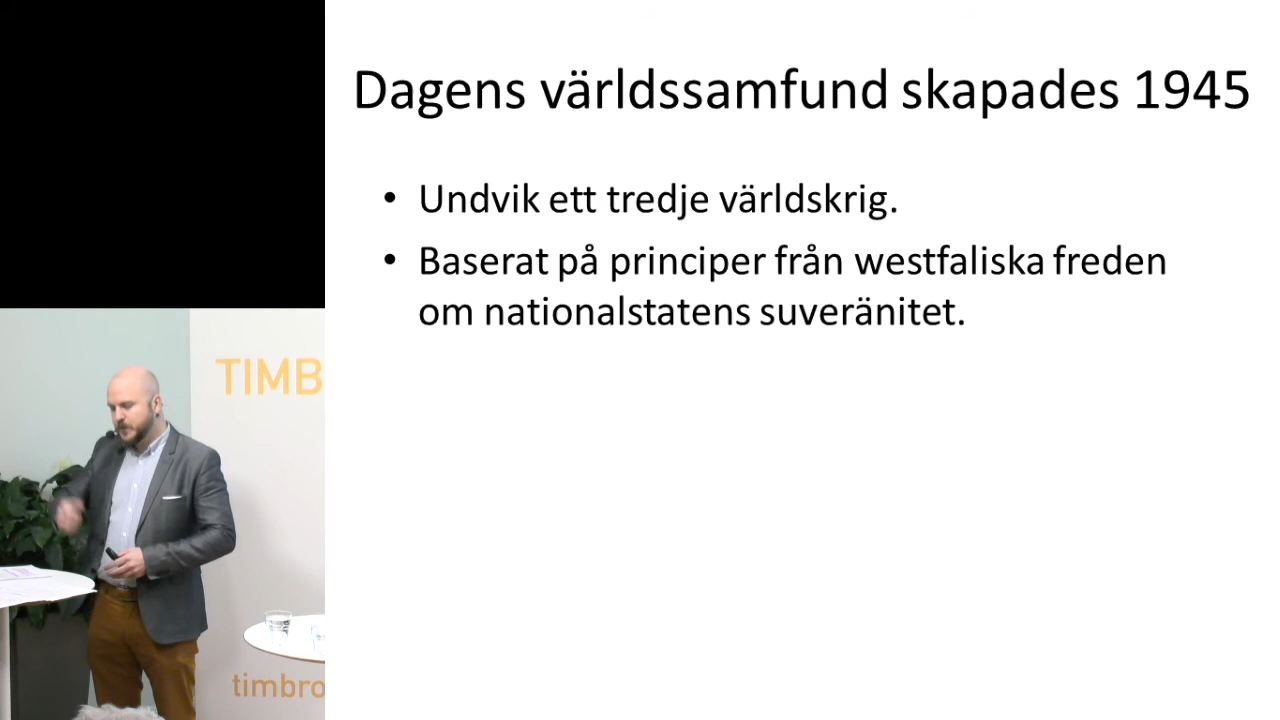 Dagens världssamfund skapades 1945
• Undvik ett tredje världskrig.
• Baserat på principer från westfaliska freden
om nationalstatens suveränitet.
TIMB
timbro